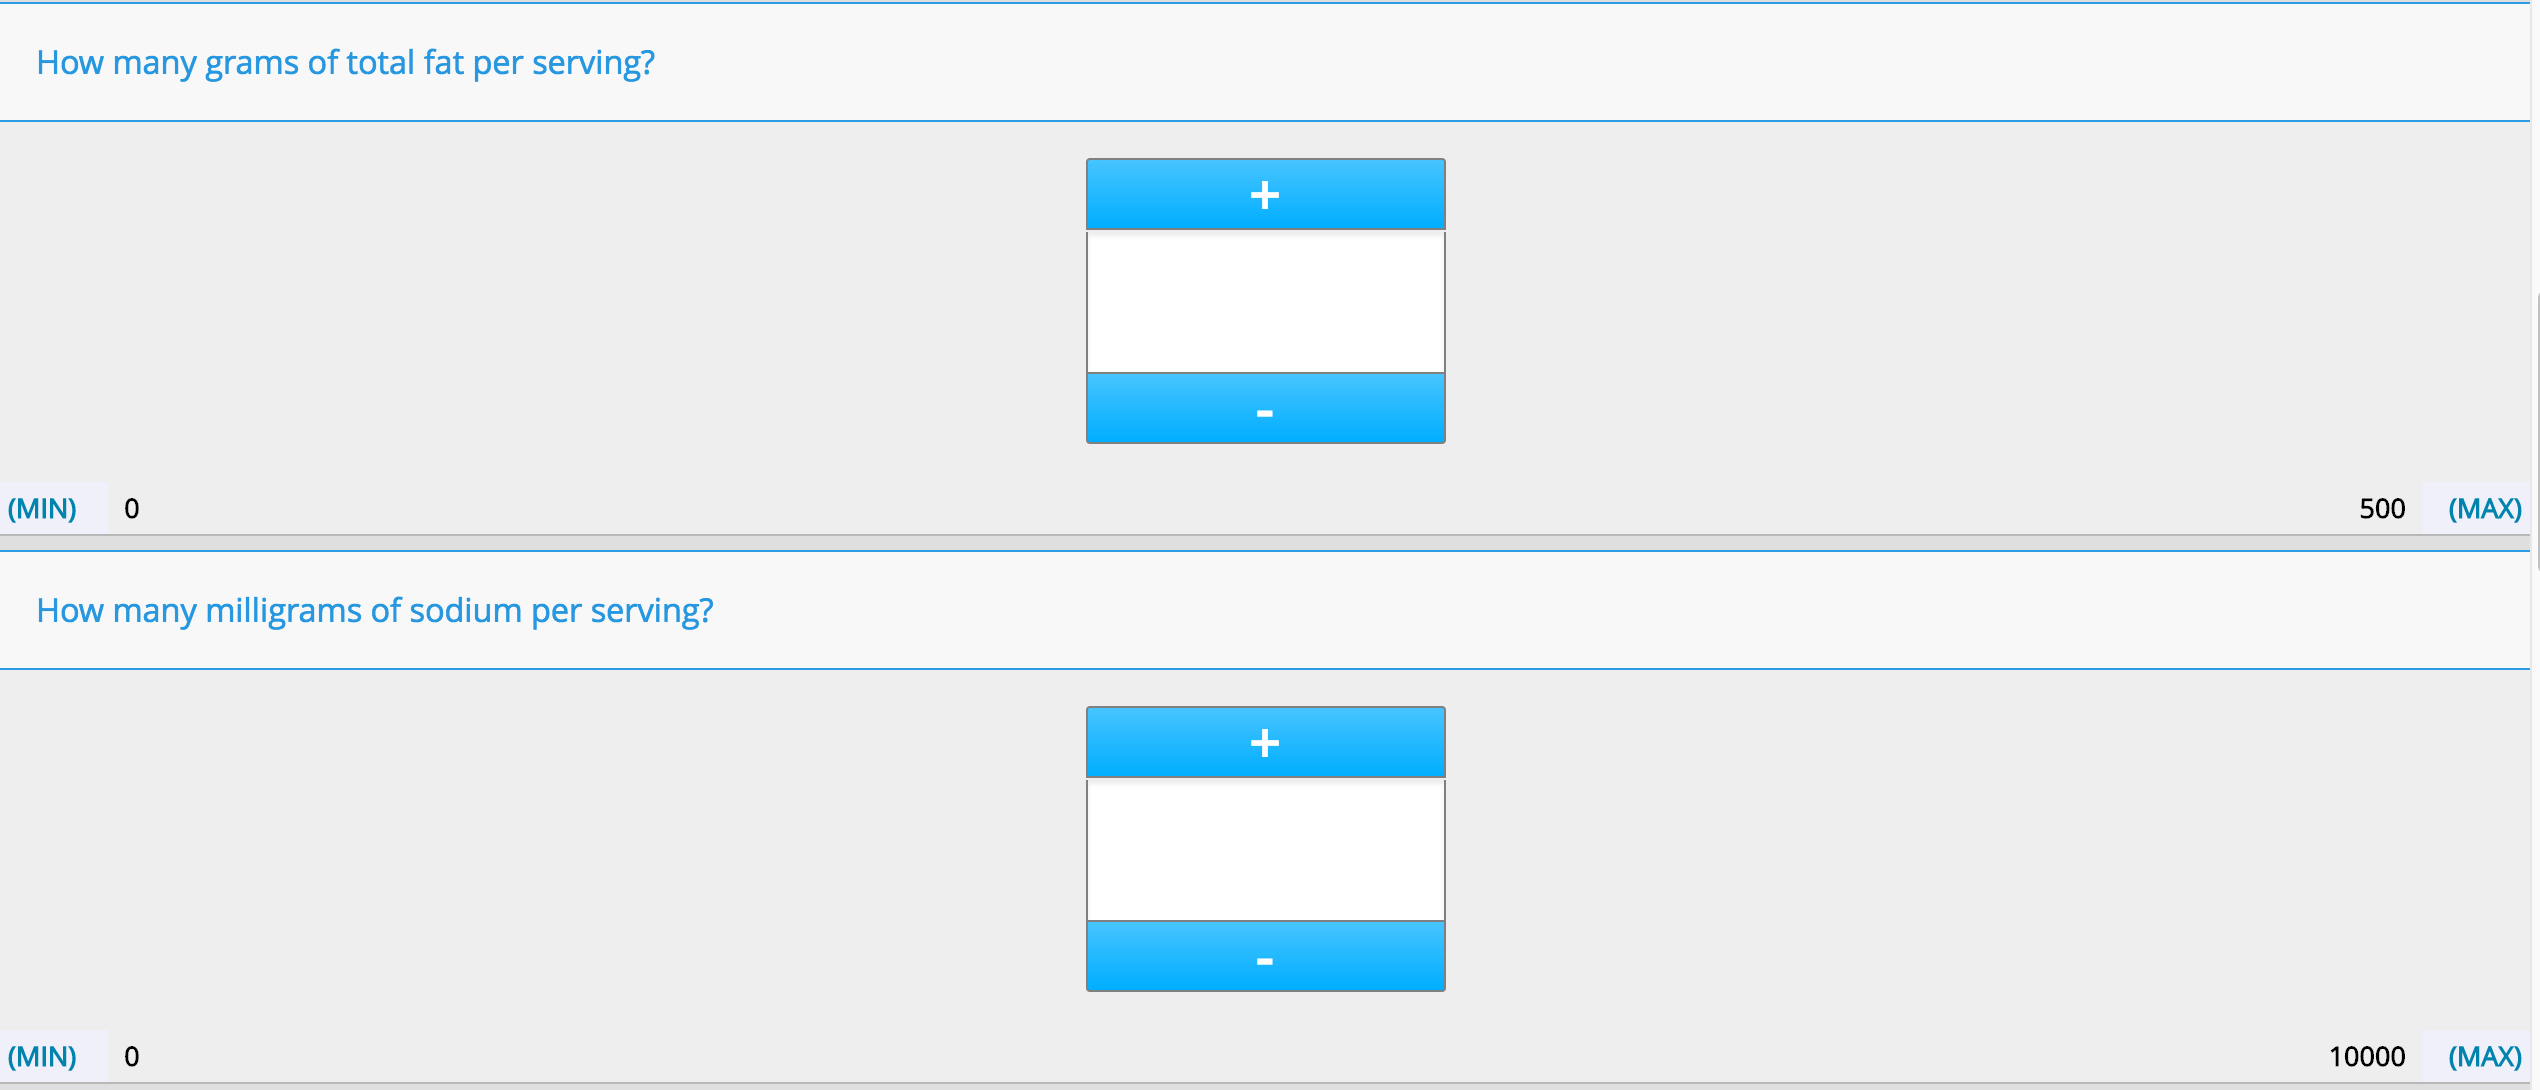 How many grams of total fat per serving?
+
-
(MIN) 0 500 (MAX)
How many milligrams of sodium per serving?
+
-
(MIN) 0 10000 (MAX)